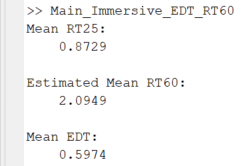 >> Main_Immersive_EDT_RT60
Mean RT25:
0.8729
Estimated Mean RT60:
2.0949
Mean EDT:
0.5974